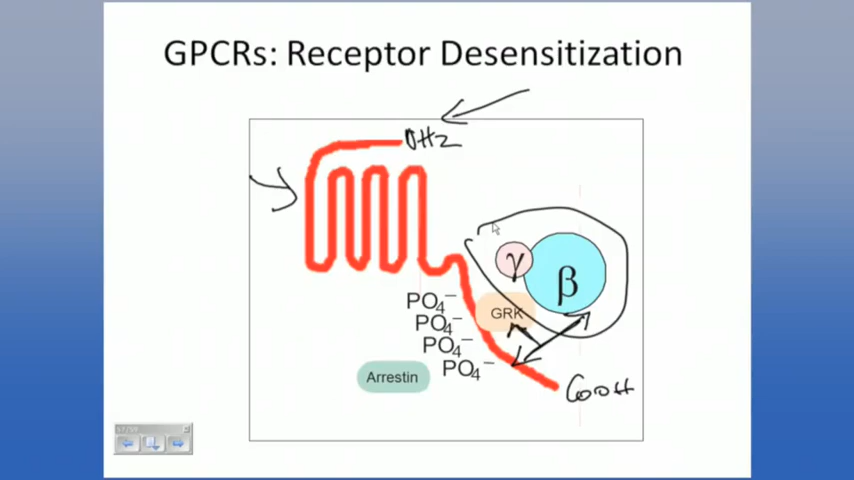 GPCRs: Receptor Desensitization
NH2
γ
β
PO4−
GRK
PO4−
PO4−
PO4−
Arrestin
COOH